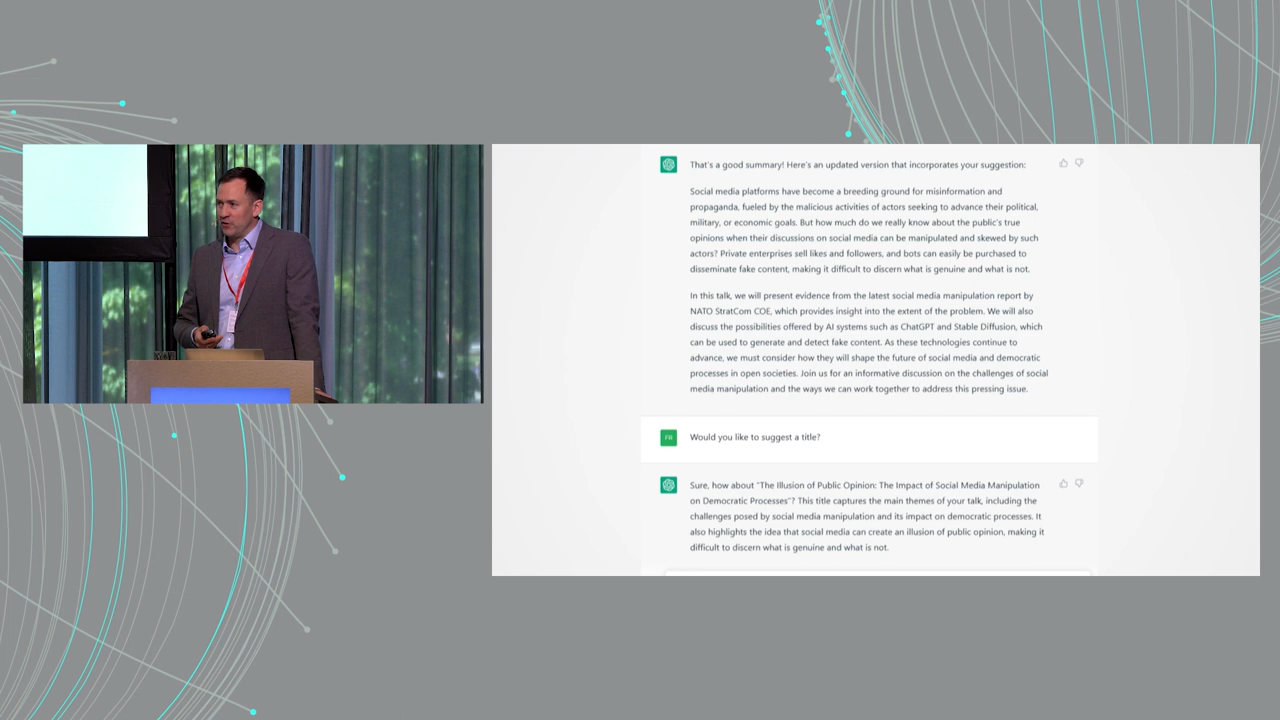 That's a good summary! Here's an updated version that incorporates your suggestion:
Social media platforms have become a breeding ground for misinformation and
propaganda, fueled by the malicious activities of actors seeking to advance their political,
military, or economic goals. But how much do we really know about the public's true
opinions when their discussions on social media can be manipulated and skewed by such
actors? Private enterprises sell likes and followers, and bots can easily be purchased to
disseminate fake content, making it difficult to discern what is genuine and what is not.
In this talk, we will present evidence from the latest social media manipulation report by
NATO StratCom COE, which provides insight into the extent of the problem. We will also
discuss the possibilities offered by AI systems such as ChatGPT and Stable Diffusion, which
can be used to generate and detect fake content. As these technologies continue to
advance, we must consider how they will shape the future of social media and democratic
processes in open societies. Join us for an informative discussion on the challenges of social
media manipulation and the ways we can work together to address this pressing issue.
Would you like to suggest a title?
Sure, how about "The Illusion of Public Opinion: The Impact of Social Media Manipulation
on Democratic Processes"? This title captures the main themes of your talk, including the
challenges posed by social media manipulation and its impact on democratic processes. It
also highlights the idea that social media can create an illusion of public opinion, making it
difficult to discern what is genuine and what is not.